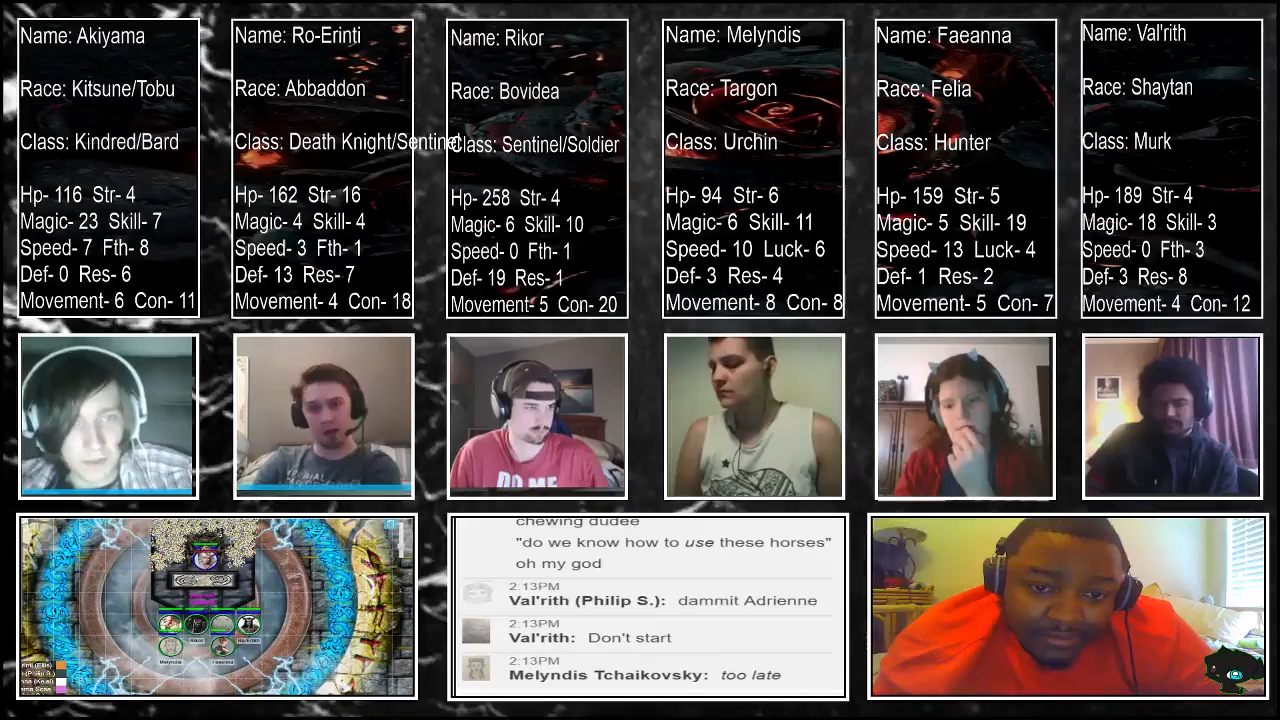 Name: Akiyama
Race: Kitsune/Tobu
Class: Kindred/Bard
Hp- 116 Str- 4
Magic- 23 Skill- 7
Speed- 7 Fth- 8
Def- 0 Res- 6
Movement- 6 Con- 11
Name: Ro-Erinti
Race: Abbaddon
Class: Death Knight/Sentinel
Hp- 162 Str- 16
Magic- 4 Skill- 4
Speed- 3 Fth- 1
Def- 13 Res- 7
Movement- 4 Con- 18
Name: Rikor
Race: Bovidea
Class: Sentinel/Soldier
Hp- 258 Str- 4
Magic- 6 Skill- 10
Speed- 0 Fth- 1
Def- 19 Res- 1
Movement- 5 Con- 20
Name: Melyndis
Race: Targon
Class: Urchin
Hp- 94 Str- 6
Magic- 6 Skill- 11
Speed- 10 Luck- 6
Def- 3 Res- 4
Movement- 8 Con- 8
Name: Faeanna
Race: Felia
Class: Hunter
Hp- 159 Str- 5
Magic- 5 Skill- 19
Speed- 13 Luck- 4
Def- 1 Res- 2
Movement- 5 Con- 7
Name: Val'rith
Race: Shaytan
Class: Murk
Hp- 189 Str- 4
Magic- 18 Skill- 3
Speed- 0 Fth- 3
Def- 3 Res- 8
Movement- 4 Con- 12
DO ME
Melyndis
Rikor
Faeanna
Ro-Erinti
chewing dudee
"do we know how to use these horses"
oh my god
2:13PM
Val'rith (Philip S.): dammit Adrienne
2:13PM
Val'rith: Don't start
2:13PM
Melyndis Tchaikovsky: too late